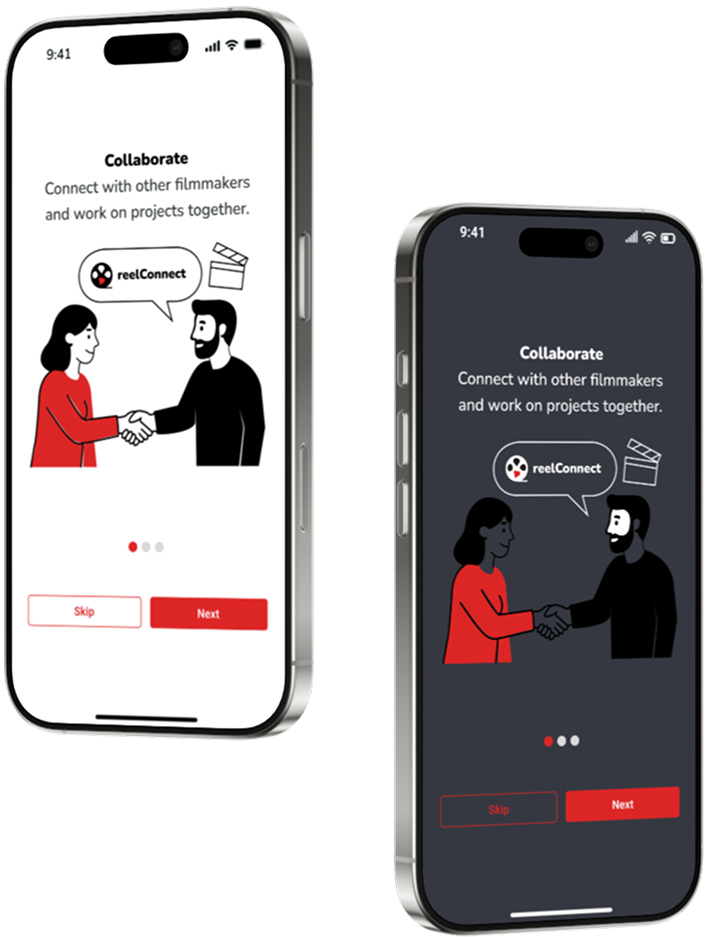 9:41
Collaborate
Connect with other filmmakers
and work on projects together.
reelConnect
Skip
Next
9:41
Collaborate
Connect with other filmmakers
and work on projects together.
reelConnect
Skip
Next